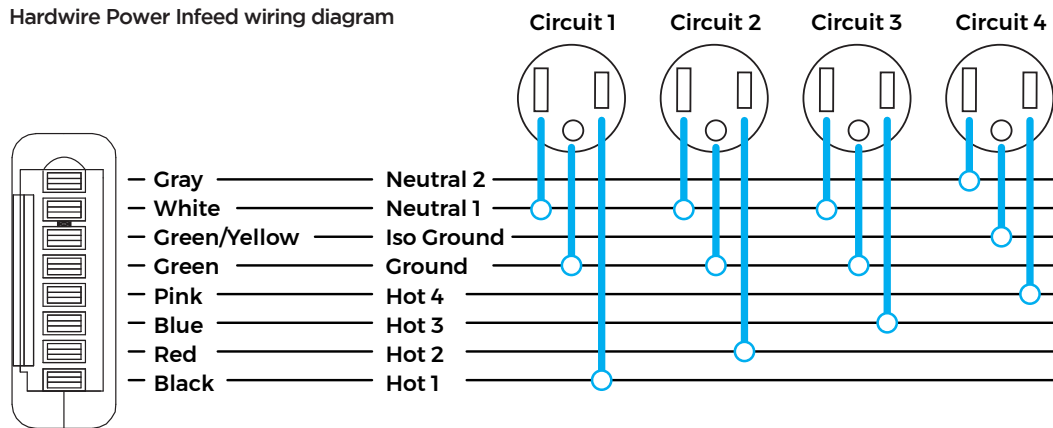 Hardwire Power Infeed wiring diagram
Circuit 1 Circuit 2 Circuit 3 Circuit 4
Gray Neutral 2
White Neutral 1
Green/Yellow Iso Ground
Green Ground
Pink Hot 4
Blue Hot 3
Red Hot 2
Black Hot 1